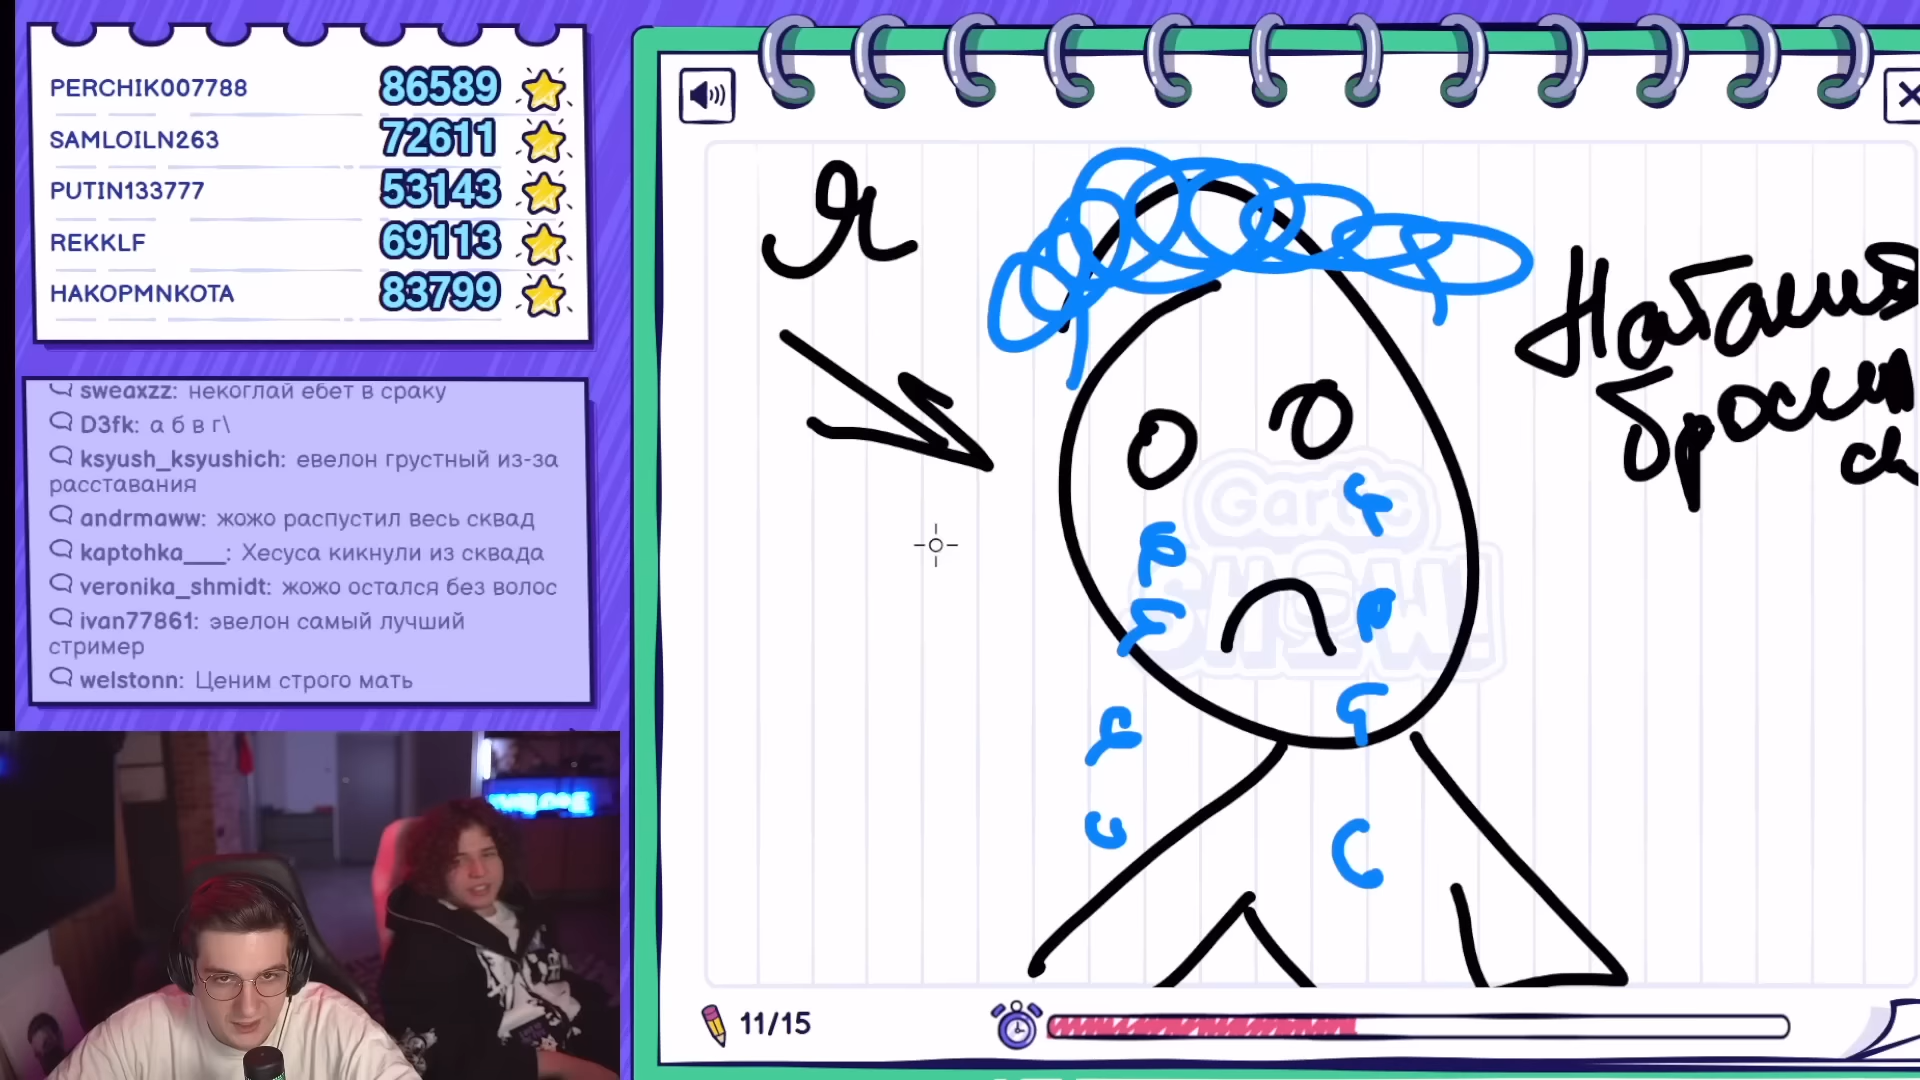 PERCHIK007788 86589
SAMLOILN263 72611
PUTIN133777 53143
REKKLF 69113
HAKOPMNKOTA 83799
sweaxzz: некоглай ебет в сраку
D3fk: а б в г\
ksyush_ksyushich: евелон грустный из-за
расставания
andrmaww: жожо распустил весь сквад
kaptohka___: Хесуса кикнули из сквада
veronika_shmidt: жожо остался без волос
ivan77861: эвелон самый лучший
стример
welstonn: Ценим строго мать
Я
Gartic
SHOW!
11/15